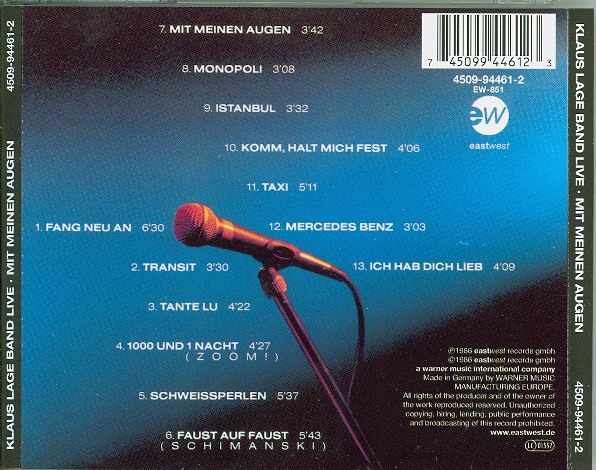 KLAUS LAGE BAND LIVE · MIT MEINEN AUGEN
4509-94461-2
1. FANG NEU AN 6'30
2. TRANSIT 3'30
3. TANTE LU 4'22
4. 1000 UND 1 NACHT 4'27
(ZOOM!)
5. SCHWEISSPERLEN 5'37
6. FAUST AUF FAUST 5'43
(SCHIMANSKI)
7. MIT MEINEN AUGEN 3'42
8. MONOPOLI 3'08
9. ISTANBUL 3'32
10. KOMM, HALT MICH FEST 4'06
11. TAXI 5'11
12. MERCEDES BENZ 3'03
13. ICH HAB DICH LIEB 4'09
7 45099 44612 3
4509-94461-2
EW-851
eW
eastwest
℗1986 eastwest records gmbh
©1986 eastwest records gmbh
a warner music international company
Made in Germany by WARNER MUSIC
MANUFACTURING EUROPE.
All rights of the producer and of the owner of
the work reproduced reserved. Unauthorized
copying, hiring, lending, public performance
and broadcasting of this record prohibited.
www.eastwest.de
LC 01557
KLAUS LAGE BAND LIVE · MIT MEINEN AUGEN
4509-94461-2